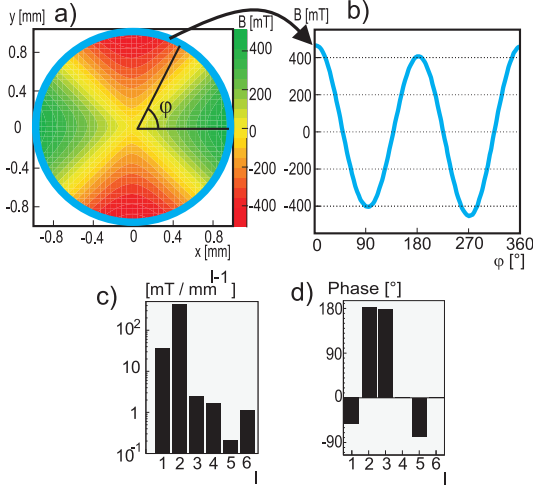 y [mm] a) B [mT] B [mT] b)
0.8
0.4
0
-0.4
-0.8
φ
400
200
0
-200
-400
-0.8 -0.4 0 0.4 0.8
x [mm]
400
200
0
-200
-400
0 90 180 270 360
φ [°]
c) [mT / mm l-1 ]
10 2
10
1
10 -1
1 2 3 4 5 6
l
d) Phase [°]
180
90
0
-90
1 2 3 4 5 6
l